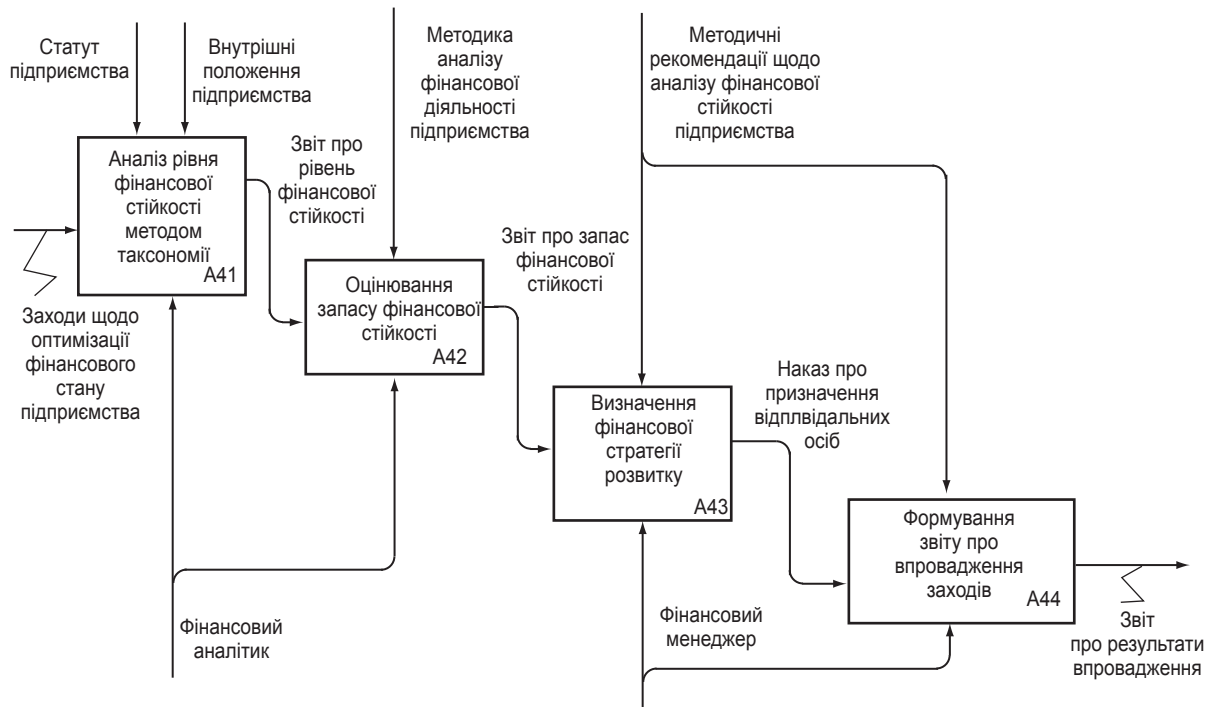 Статут
підприємства
Внутрішні
положення
підприємства
Методика
аналізу
фінансової
діяльності
підприємства
Методичні
рекомендації щодо
аналізу фінансової
стійкості
підприємства
Аналіз рівня
фінансової
стійкості
методом
таксономії
A41
Звіт про
рівень
фінансової
стійкості
Заходи щодо
оптимізації
фінансового
стану
підприємства
Оцінювання
запасу фінансової
стійкості
A42
Звіт про запас
фінансової
стійкості
Визначення
фінансової
стратегії
розвитку
A43
Наказ про
призначення
відплвідальних
осіб
Формування
звіту про
впровадження
заходів
A44
Фінансовий
аналітик
Фінансовий
менеджер
Звіт
про результати
впровадження